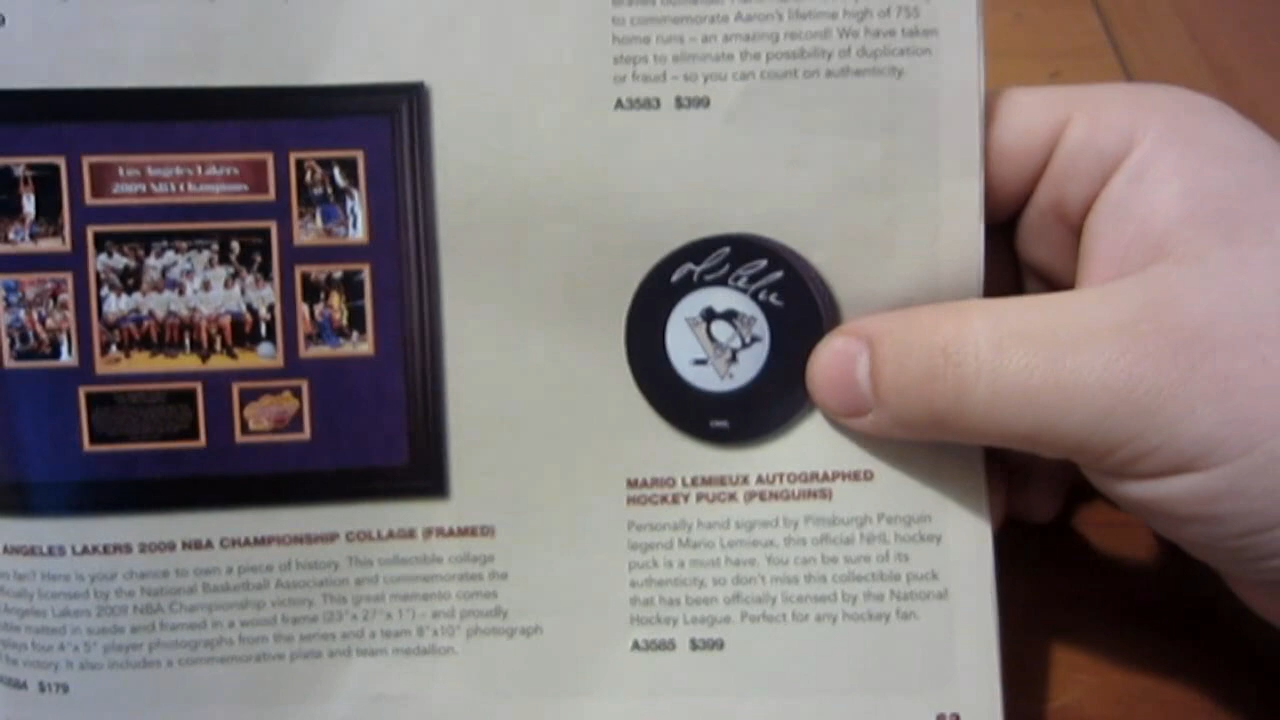 to commemorate Aaron's lifetime high of 755
home runs – an amazing record! We have taken
steps to eliminate the possibility of duplication
or fraud – so you can count on authenticity.
A3583 $399
Los Angeles Lakers
2009 NBA Champions
ANGELES LAKERS 2009 NBA CHAMPIONSHIP COLLAGE (FRAMED)
fan? Here is your chance to own a piece of history. This collectible collage
licensed by the National Basketball Association and commemorates the
Angeles Lakers 2009 NBA Championship victory. This great memento comes
matted in suede and framed in a wood frame (23"x 27"x 1") – and proudly
four 4"x 5" player photographs from the series and a team 8"x10" photograph
victory. It also includes a commemorative plate and team medallion.
$179
MARIO LEMIEUX AUTOGRAPHED
HOCKEY PUCK (PENGUINS)
Personally hand signed by Pittsburgh Penguin
legend Mario Lemieux, this official NHL hockey
puck is a must have. You can be sure of its
authenticity, so don't miss this collectible puck
that has been officially licensed by the National
Hockey League. Perfect for any hockey fan.
A3585 $399